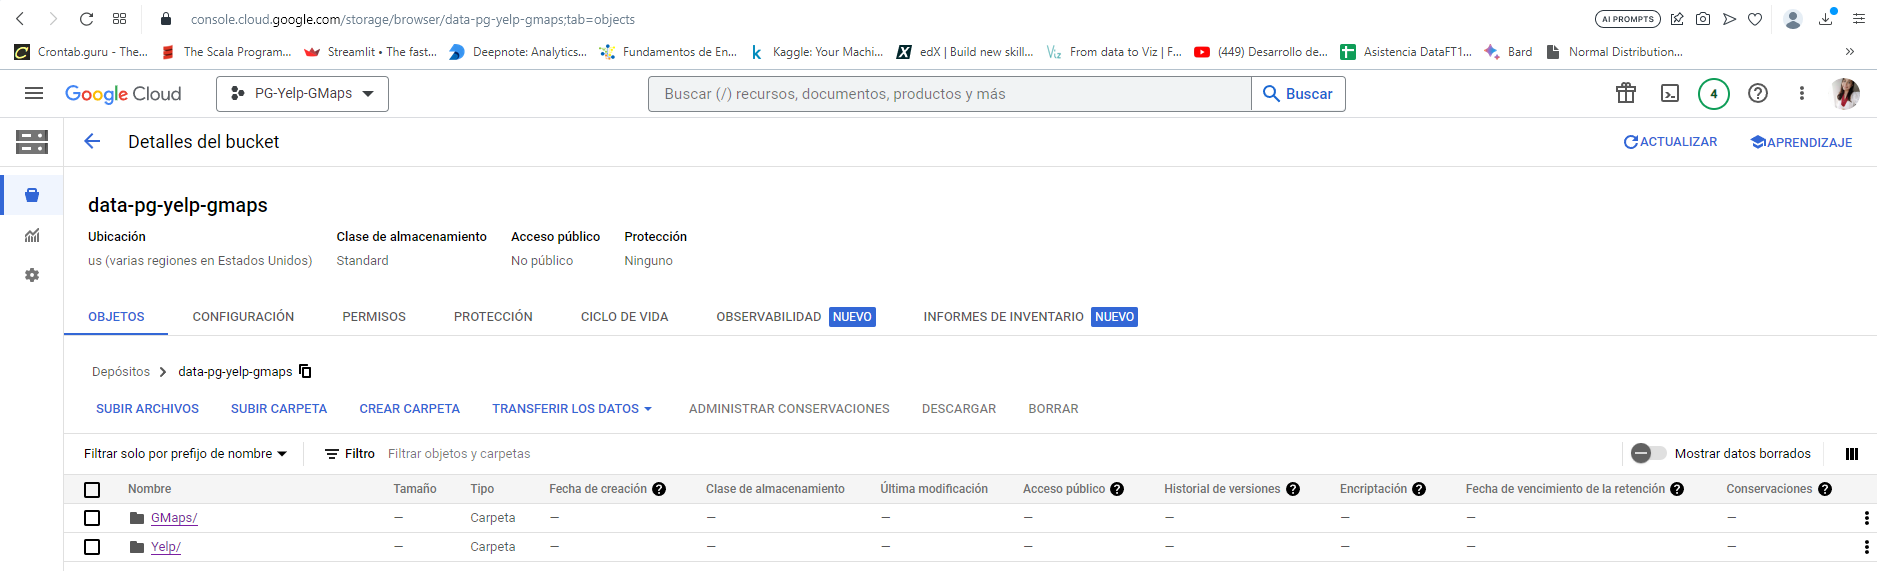 console.cloud.google.com/storage/browser/data-pg-yelp-gmaps;tab=objects
AI PROMPTS
Crontab.guru - The... The Scala Program... Streamlit • The fast... Deepnote: Analytics... Fundamentos de En... Kaggle: Your Machi... edX | Build new skill... From data to Viz | F... (449) Desarrollo de... Asistencia DataFT1... Bard Normal Distribution... »
Google Cloud PG-Yelp-GMaps Buscar (/) recursos, documentos, productos y más Buscar 4
Detalles del bucket ACTUALIZAR APRENDIZAJE
data-pg-yelp-gmaps
Ubicación Clase de almacenamiento Acceso público Protección
us (varias regiones en Estados Unidos) Standard No público Ninguno
OBJETOS CONFIGURACIÓN PERMISOS PROTECCIÓN CICLO DE VIDA OBSERVABILIDAD NUEVO INFORMES DE INVENTARIO NUEVO
Depósitos > data-pg-yelp-gmaps
SUBIR ARCHIVOS SUBIR CARPETA CREAR CARPETA TRANSFERIR LOS DATOS ADMINISTRAR CONSERVACIONES DESCARGAR BORRAR
Filtrar solo por prefijo de nombre Filtro Filtrar objetos y carpetas Mostrar datos borrados
Nombre Tamaño Tipo Fecha de creación Clase de almacenamiento Última modificación Acceso público Historial de versiones Encriptación Fecha de vencimiento de la retención Conservaciones
GMaps/ — Carpeta — — — — — — — —
Yelp/ — Carpeta — — — — — — — —